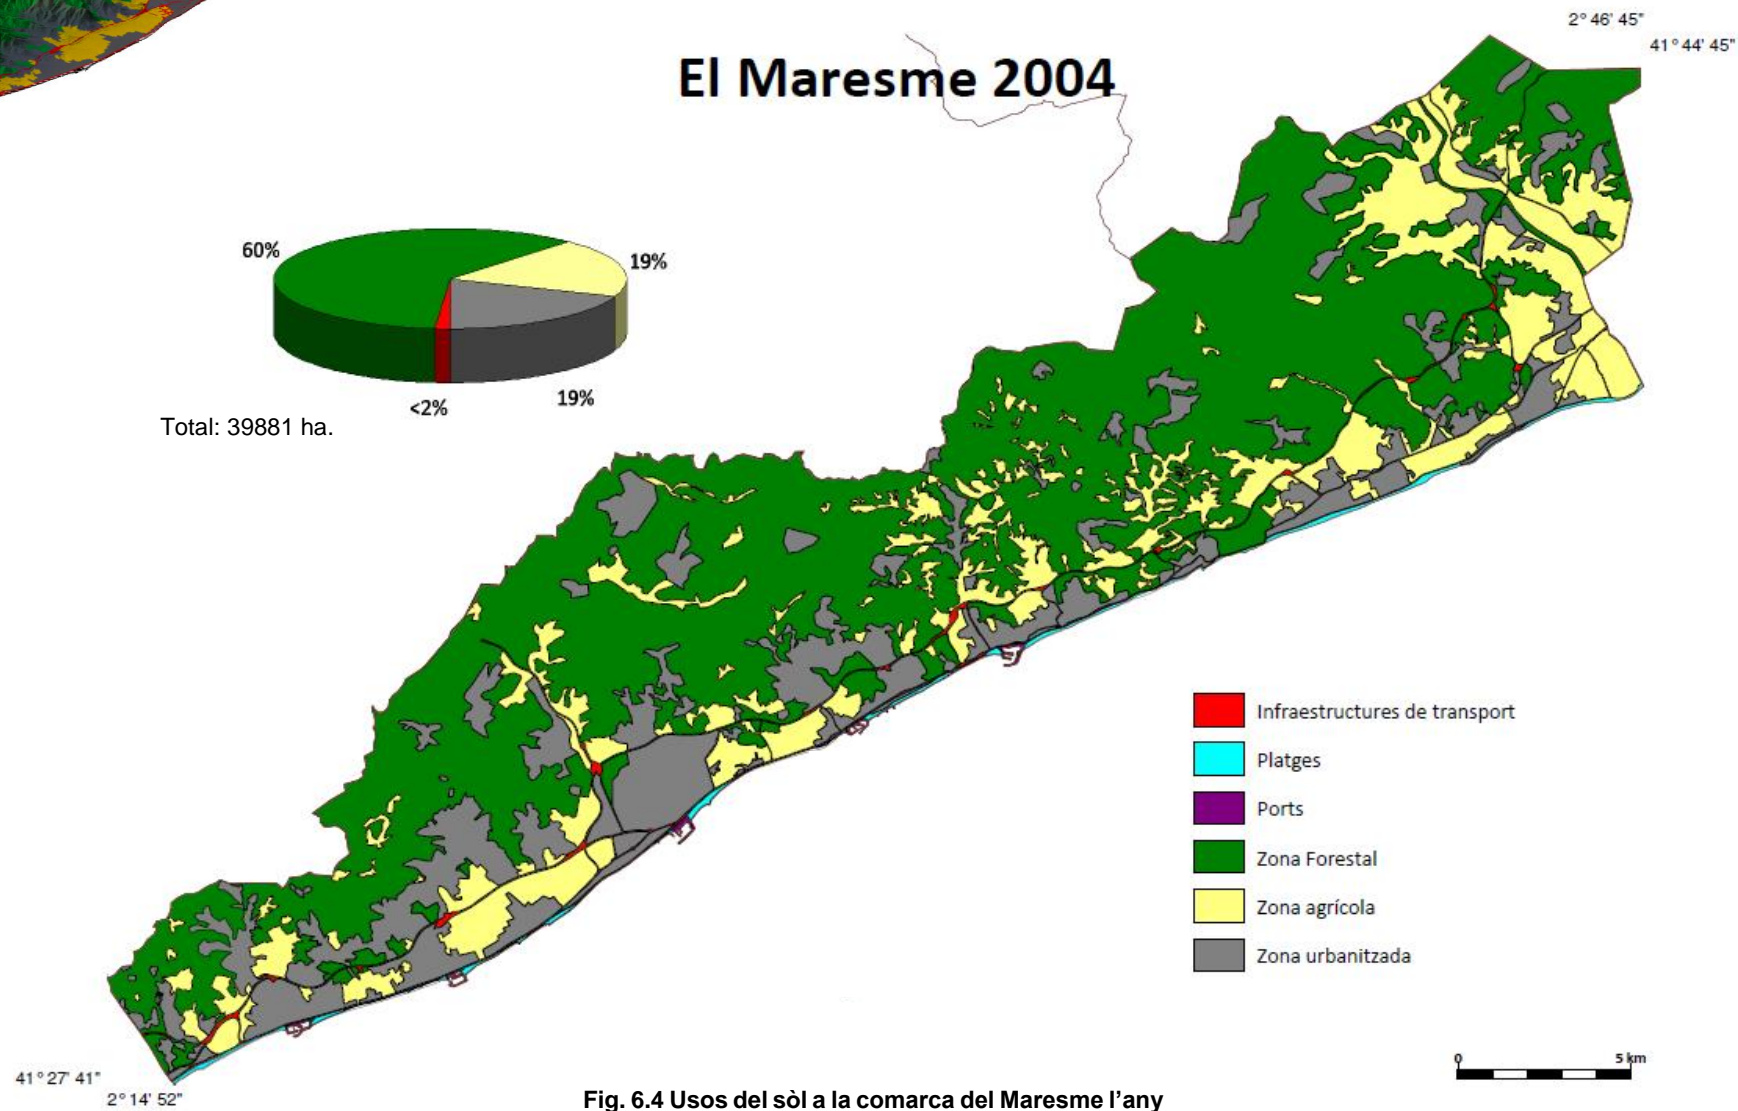 2° 46' 45"
41° 44' 45"
El Maresme 2004
60%
19%
<2%
19%
Total: 39881 ha.
Infraestructures de transport
Platges
Ports
Zona Forestal
Zona agrícola
Zona urbanitzada
0 5 km
41° 27' 41"
2° 14' 52"
Fig. 6.4 Usos del sòl a la comarca del Maresme l'any